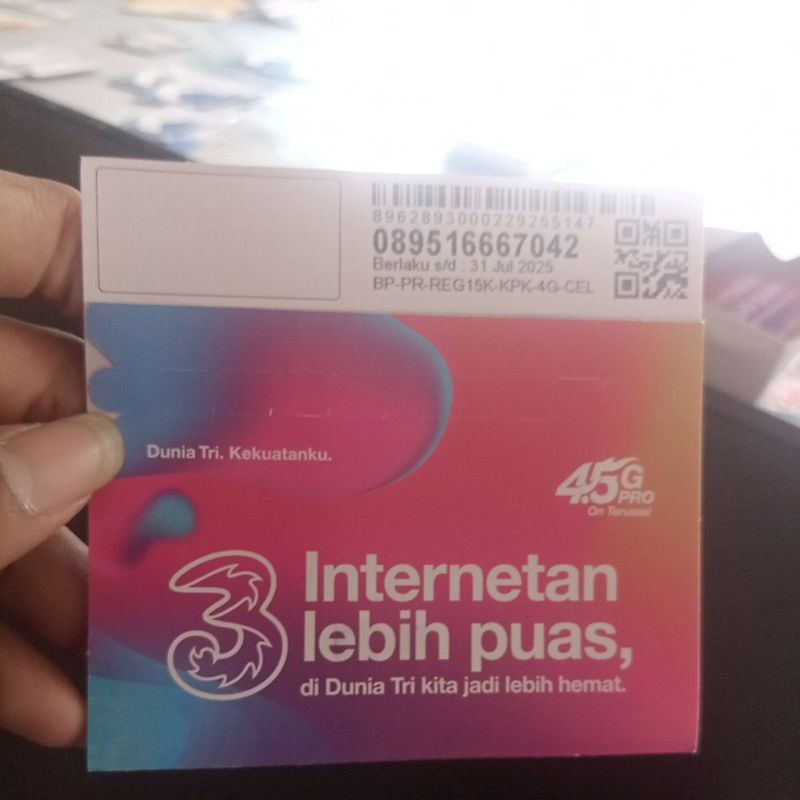 8962893000229255147
089516667042
Berlaku s/d : 31 Jul 2025
BP-PR-REG15K-KPK-4G-CEL
Dunia Tri. Kekuatanku.
4.5G
PRO
On Terusss!
3
Internetan
lebih puas,
di Dunia Tri kita jadi lebih hemat.